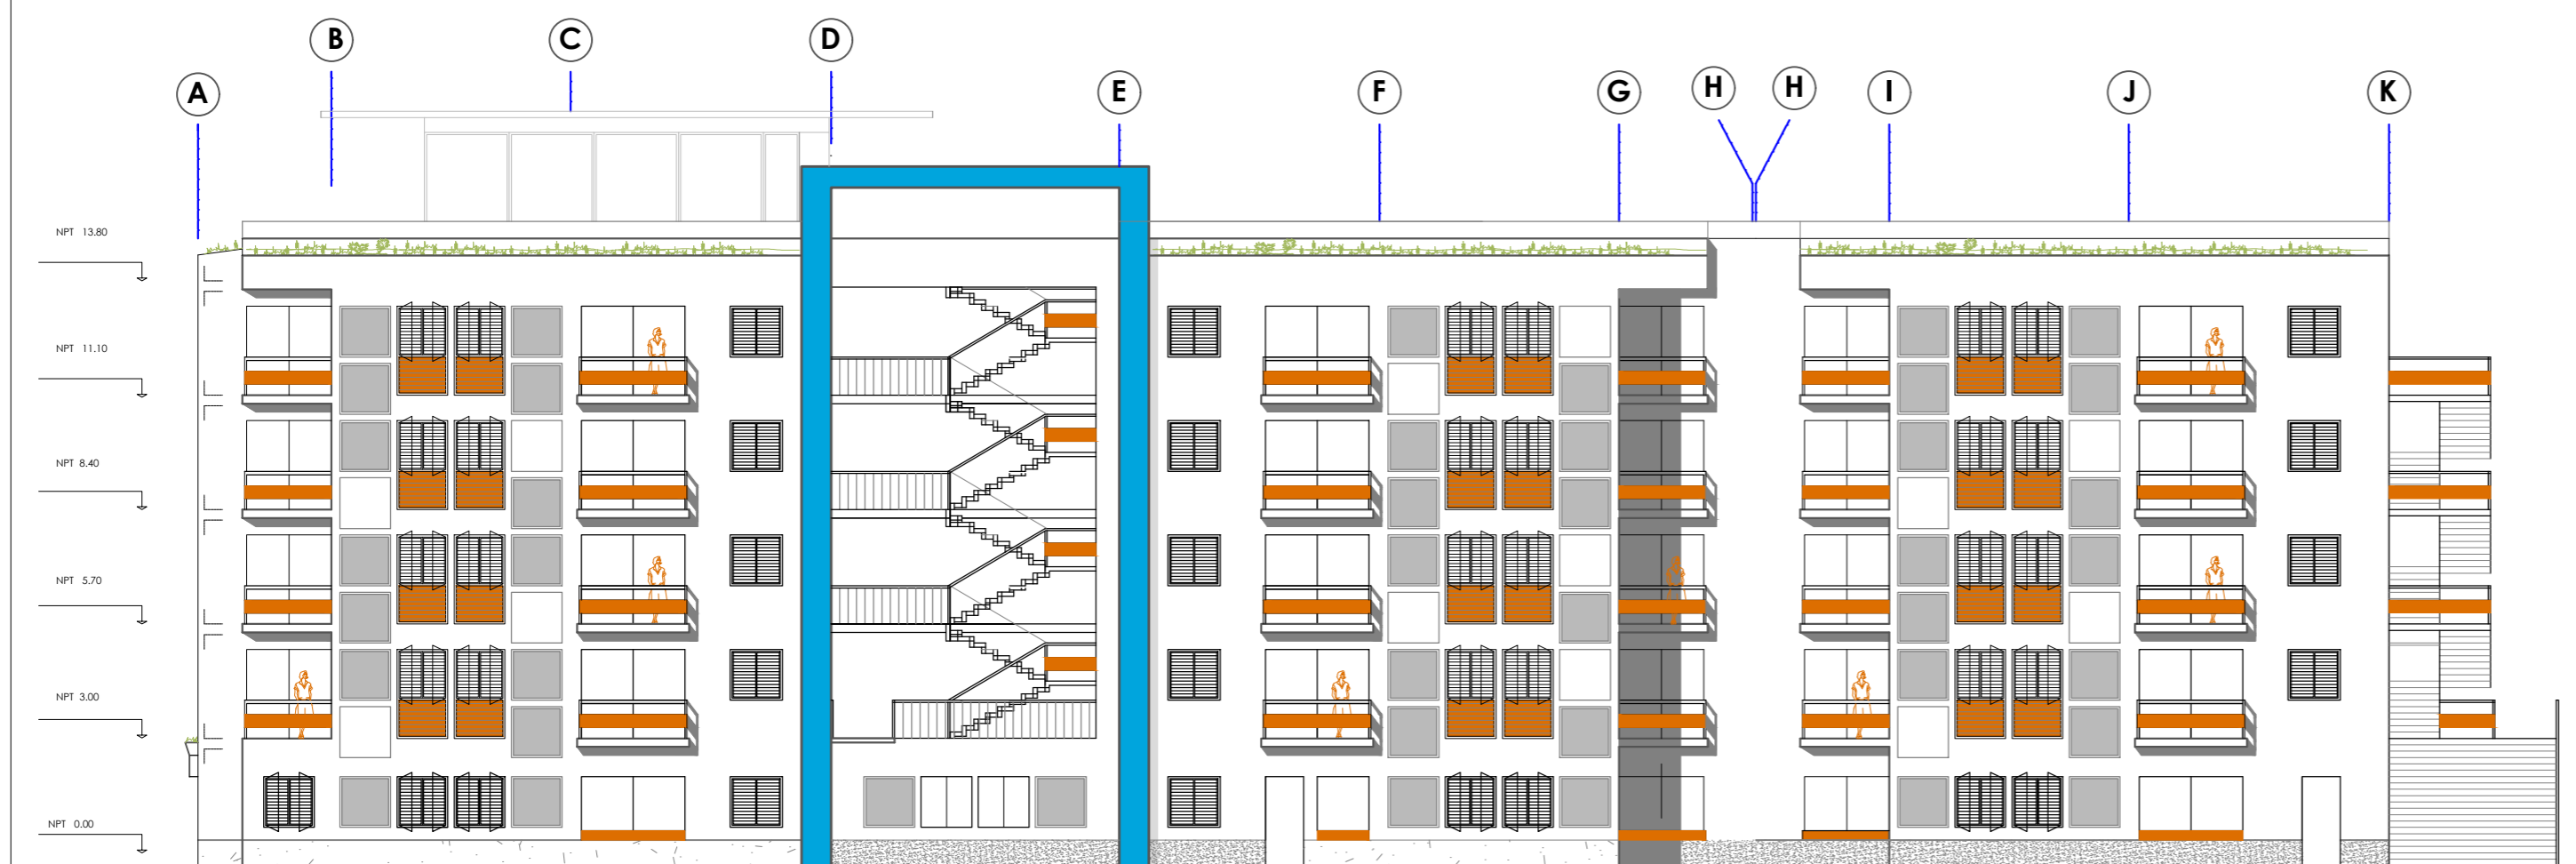 B
C
D
A
E
F
G
H
H
I
J
K
NPT 13.80
NPT 11.10
NPT 8.40
NPT 5.70
NPT 3.00
NPT 0.00